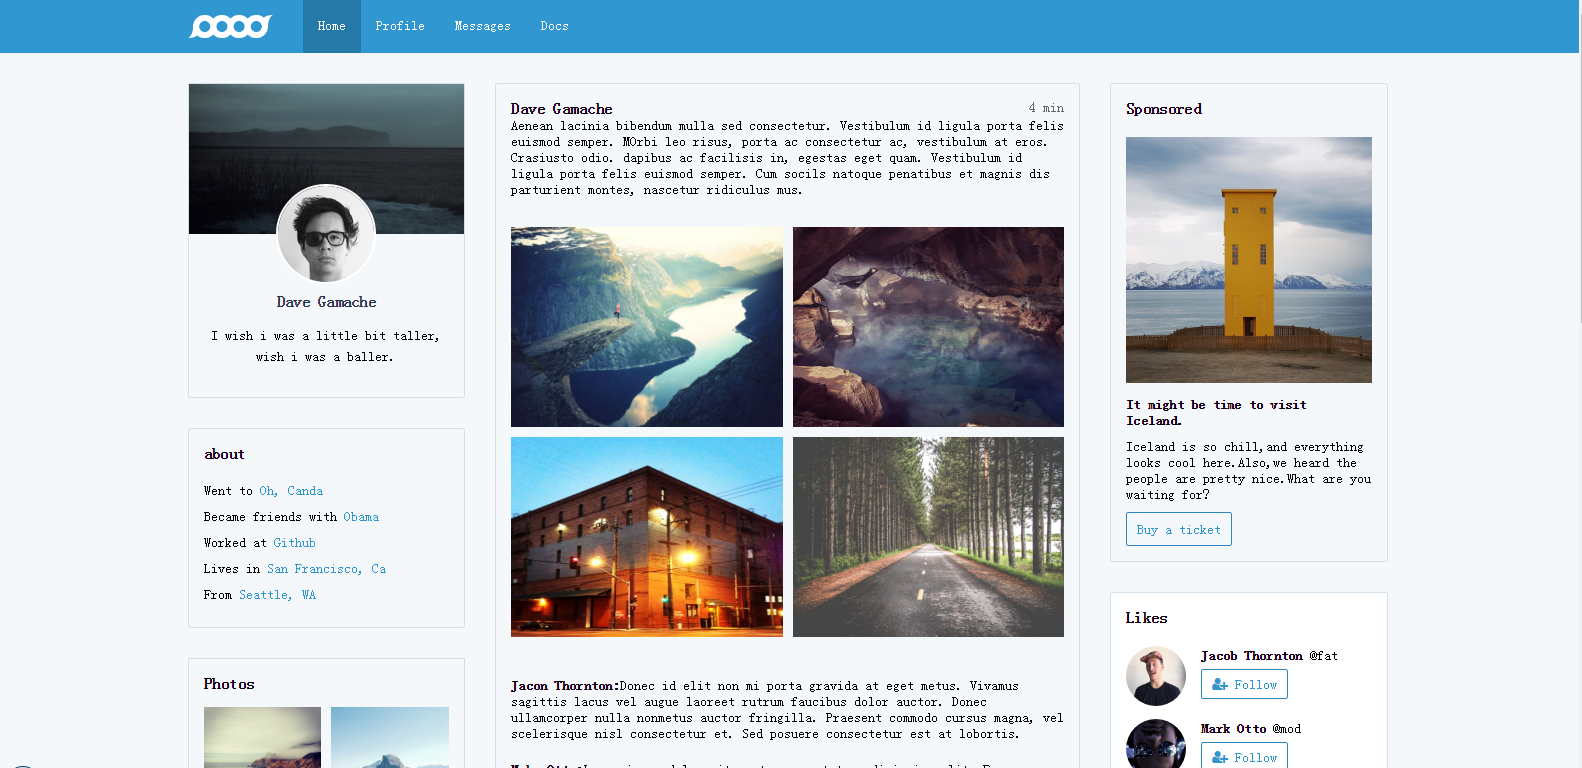 Home Profile Messages Docs
Dave Gamache
I wish i was a little bit taller,
wish i was a baller.
about
Went to Oh, Canda
Became friends with Obama
Worked at Github
Lives in San Francisco, Ca
From Seattle, WA
Photos
Dave Gamache 4 min
Aenean lacinia bibendum mulla sed consectetur. Vestibulum id ligula porta felis
euismod semper. MOrbi leo risus, porta ac consectetur ac, vestibulum at eros.
Crasiusto odio. dapibus ac facilisis in, egestas eget quam. Vestibulum id
ligula porta felis euismod semper. Cum socils natoque penatibus et magnis dis
parturient montes, nascetur ridiculus mus.
Jacon Thornton:Donec id elit non mi porta gravida at eget metus. Vivamus
sagittis lacus vel augue laoreet rutrum faucibus dolor auctor. Donec
ullamcorper nulla nonmetus auctor fringilla. Praesent commodo cursus magna, vel
scelerisque nisl consectetur et. Sed posuere consectetur est at lobortis.
Sponsored
It might be time to visit
Iceland.
Iceland is so chill,and everything
looks cool here.Also,we heard the
people are pretty nice.What are you
waiting for?
Buy a ticket
Likes
Jacob Thornton @fat
Follow
Mark Otto @mod
Follow